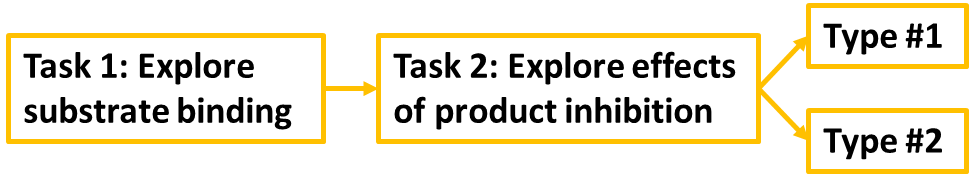 Task 1: Explore
substrate binding
Task 2: Explore effects
of product inhibition
Type #1
Type #2